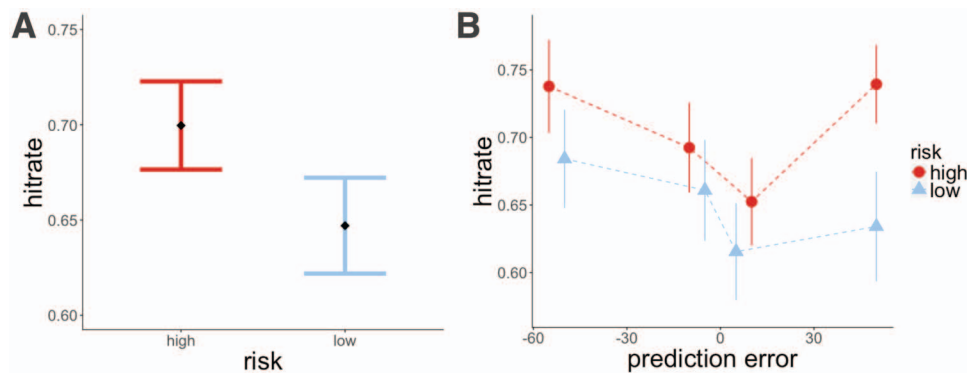 A
hitrate
0.75
0.70
0.65
0.60
high
low
risk
B
hitrate
0.75
0.70
0.65
0.60
-60
-30
0
30
prediction error
risk
high
low